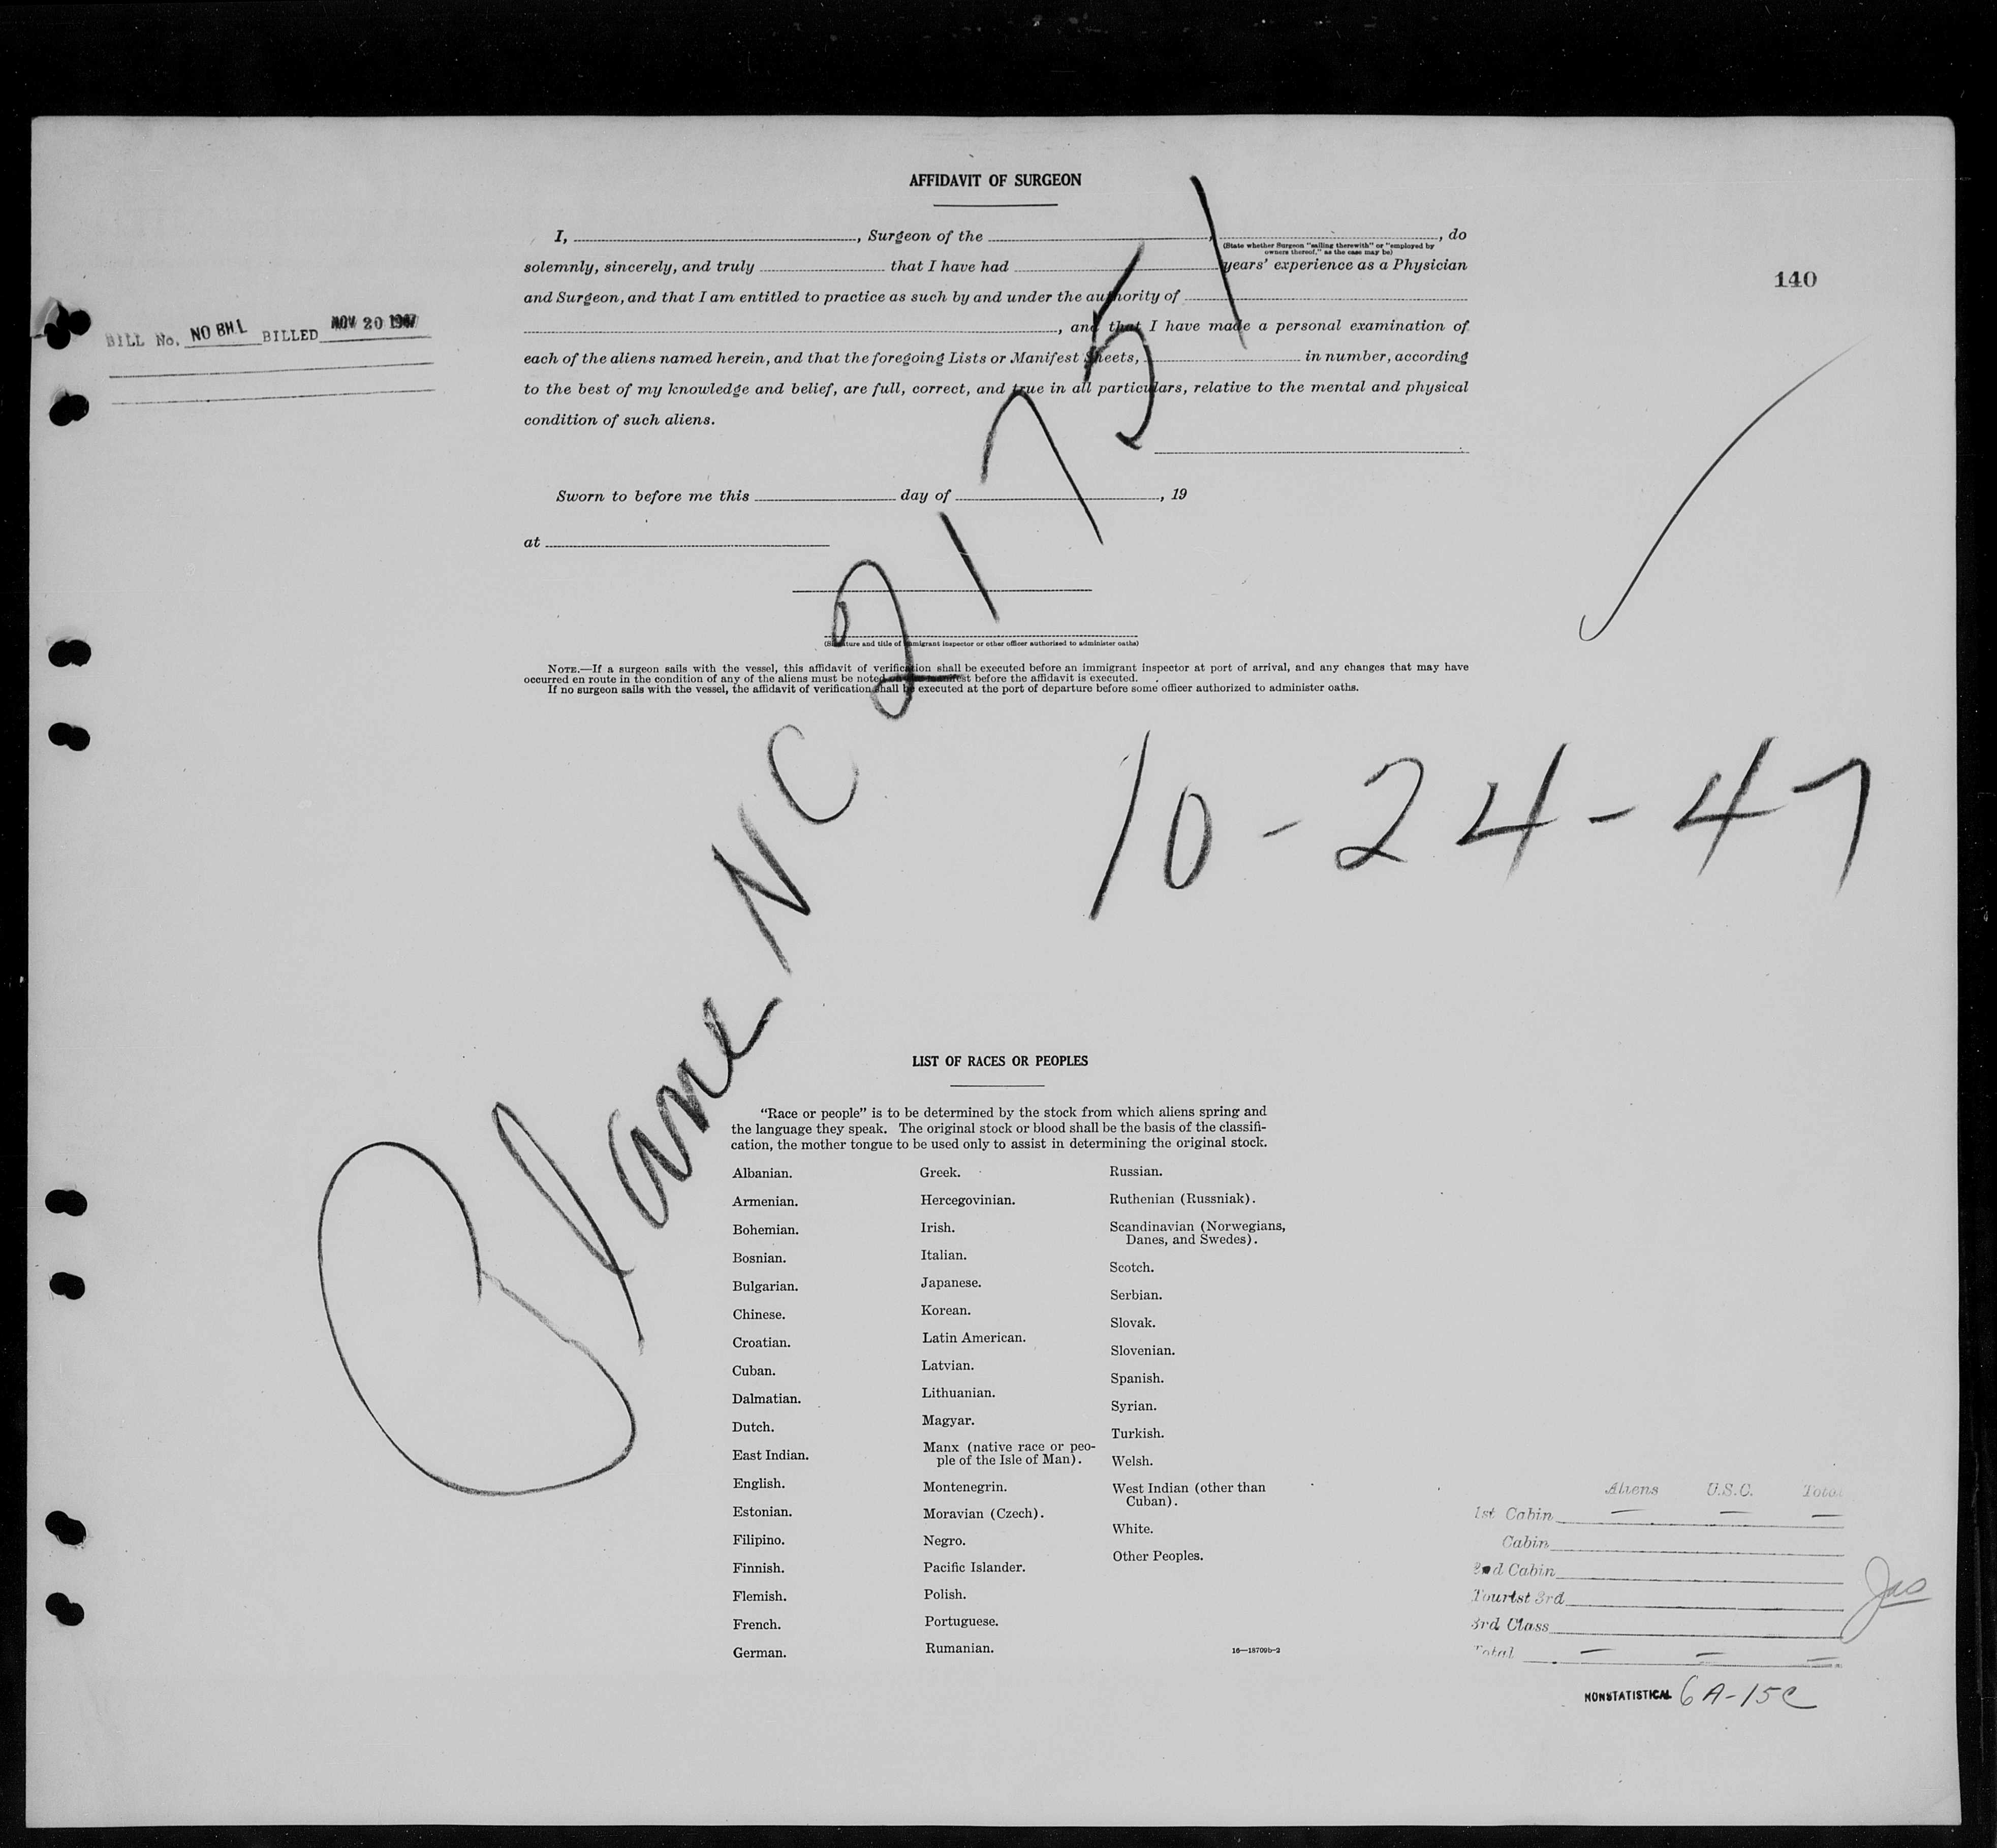 AFFIDAVIT OF SURGEON
I, , Surgeon of the , , do
(State whether Surgeon "sailing therewith" or "employed by
owners thereof," as the case may be)
solemnly, sincerely, and truly that I have had years' experience as a Physician
and Surgeon, and that I am entitled to practice as such by and under the authority of
, and that I have made a personal examination of
each of the aliens named herein, and that the foregoing Lists or Manifest Sheets, in number, according
to the best of my knowledge and belief, are full, correct, and true in all particulars, relative to the mental and physical
condition of such aliens.
140
BILL No. NO BHL BILLED NOV 20 1947
Sworn to before me this day of , 19
at
(Signature and title of immigrant inspector or other officer authorized to administer oaths)
NOTE.—If a surgeon sails with the vessel, this affidavit of verification shall be executed before an immigrant inspector at port of arrival, and any changes that may have
occurred en route in the condition of any of the aliens must be noted on the manifest before the affidavit is executed.
If no surgeon sails with the vessel, the affidavit of verification shall be executed at the port of departure before some officer authorized to administer oaths.
Plane NC 21751
10-24-47
LIST OF RACES OR PEOPLES
"Race or people" is to be determined by the stock from which aliens spring and
the language they speak. The original stock or blood shall be the basis of the classifi-
cation, the mother tongue to be used only to assist in determining the original stock.
Albanian.
Armenian.
Bohemian.
Bosnian.
Bulgarian.
Chinese.
Croatian.
Cuban.
Dalmatian.
Dutch.
East Indian.
English.
Estonian.
Filipino.
Finnish.
Flemish.
French.
German.
Greek.
Hercegovinian.
Irish.
Italian.
Japanese.
Korean.
Latin American.
Latvian.
Lithuanian.
Magyar.
Manx (native race or peo-
ple of the Isle of Man).
Montenegrin.
Moravian (Czech).
Negro.
Pacific Islander.
Polish.
Portuguese.
Rumanian.
Russian.
Ruthenian (Russniak).
Scandinavian (Norwegians,
Danes, and Swedes).
Scotch.
Serbian.
Slovak.
Slovenian.
Spanish.
Syrian.
Turkish.
Welsh.
West Indian (other than
Cuban).
White.
Other Peoples.
16—18709b-2
Aliens U.S.C. Total
1st Cabin — — —
Cabin
2nd Cabin
Tourist 3rd
3rd Class
Total — — —
NONSTATISTICAL 6A-15C